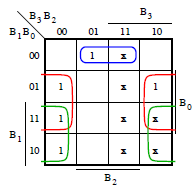 B3B2
B3
B1B0
00 01 11 10
00 1 x
01 1 x 1
B0
11 1 x x
B1
10 1 x x
B2